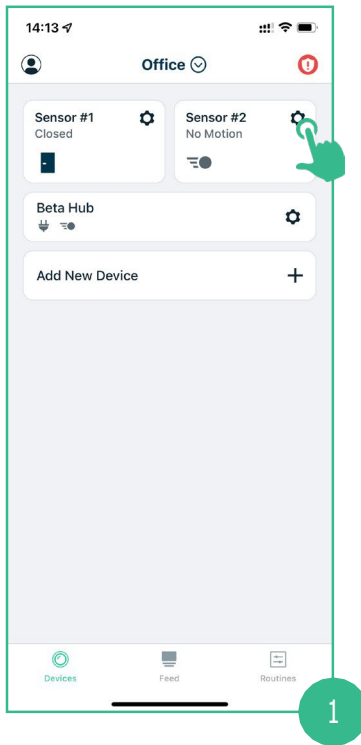 14:13
Office
Sensor #1
Closed
Sensor #2
No Motion
Beta Hub
Add New Device
Devices
Feed
Routines
1